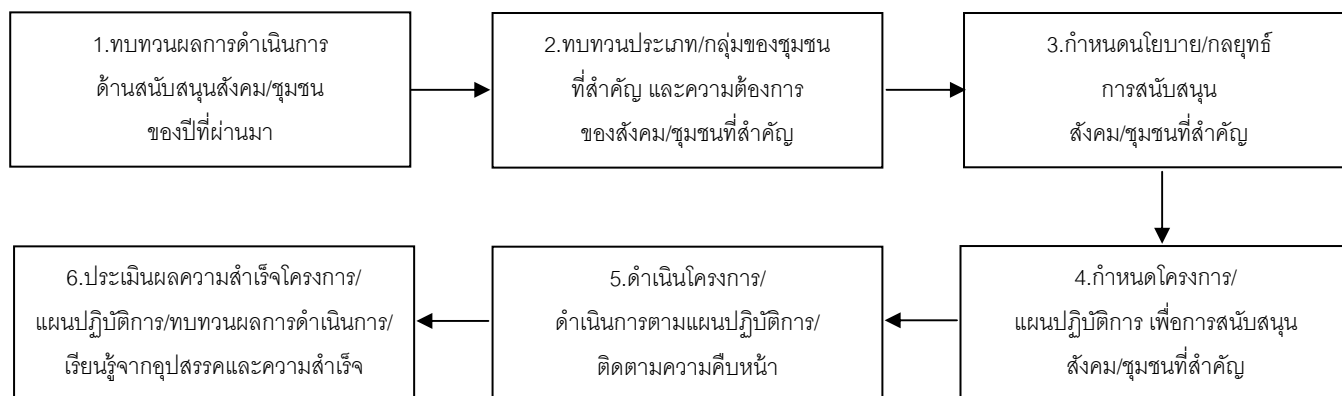 1.ทบทวนผลการดำเนินการ
ด้านสนับสนุนสังคม/ชุมชน
ของปีที่ผ่านมา
2.ทบทวนประเภท/กลุ่มของชุมชน
ที่สำคัญ และความต้องการ
ของสังคม/ชุมชนที่สำคัญ
3.กำหนดนโยบาย/กลยุทธ์
การสนับสนุน
สังคม/ชุมชนที่สำคัญ
4.กำหนดโครงการ/
แผนปฏิบัติการ เพื่อการสนับสนุน
สังคม/ชุมชนที่สำคัญ
5.ดำเนินโครงการ/
ดำเนินการตามแผนปฏิบัติการ/
ติดตามความคืบหน้า
6.ประเมินผลความสำเร็จโครงการ/
แผนปฏิบัติการ/ทบทวนผลการดำเนินการ/
เรียนรู้จากอุปสรรคและความสำเร็จ